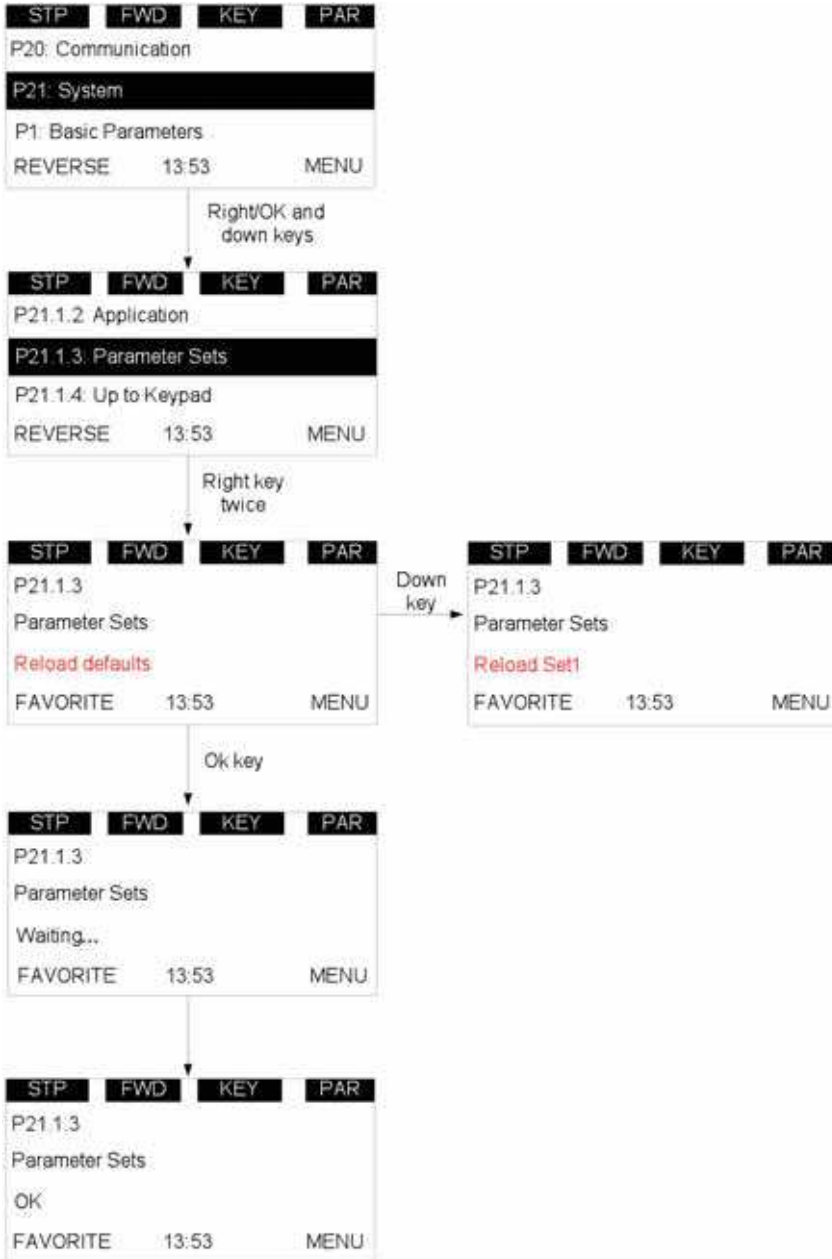 STP FWD KEY PAR
P20: Communication
P21: System
P1: Basic Parameters
REVERSE 13:53 MENU
Right/OK and
down keys
STP FWD KEY PAR
P21.1.2: Application
P21.1.3: Parameter Sets
P21.1.4: Up to Keypad
REVERSE 13:53 MENU
Right key
twice
STP FWD KEY PAR
P21.1.3
Parameter Sets
Reload defaults
FAVORITE 13:53 MENU
Down
key
STP FWD KEY PAR
P21.1.3
Parameter Sets
Reload Set1
FAVORITE 13:53 MENU
Ok key
STP FWD KEY PAR
P21.1.3
Parameter Sets
Waiting...
FAVORITE 13:53 MENU
STP FWD KEY PAR
P21.1.3
Parameter Sets
OK
FAVORITE 13:53 MENU